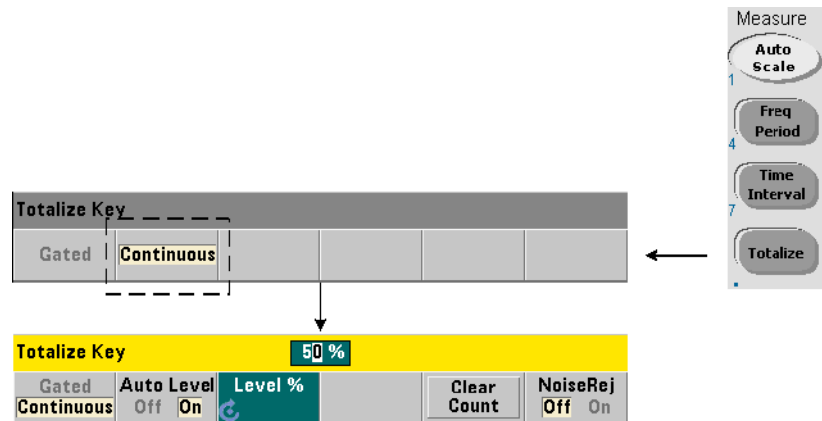 Measure
Auto
Scale
1
Freq
Period
4
Time
Interval
7
Totalize
.
Totalize Key
Gated Continuous
Totalize Key 50 %
Gated Auto Level Level % Clear NoiseRej
Continuous Off On Count Off On